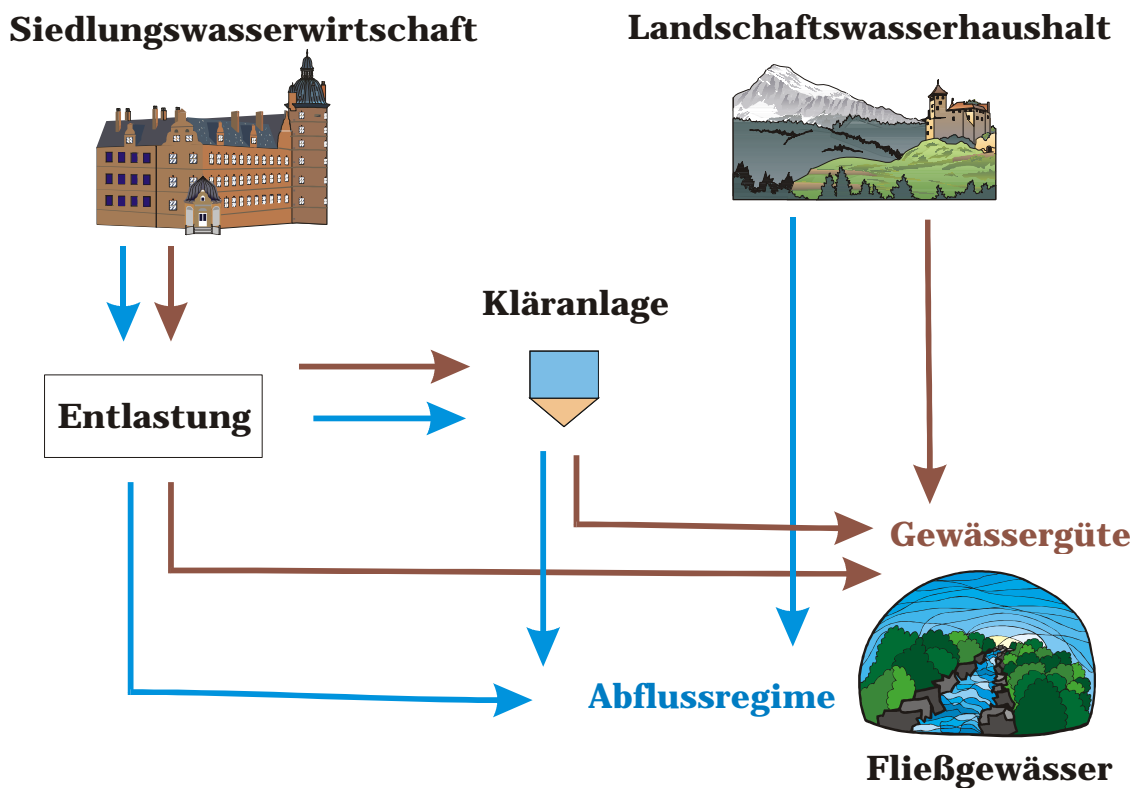 Siedlungswasserwirtschaft
Landschaftswasserhaushalt
Kläranlage
Entlastung
Gewässergüte
Abflussregime
Fließgewässer